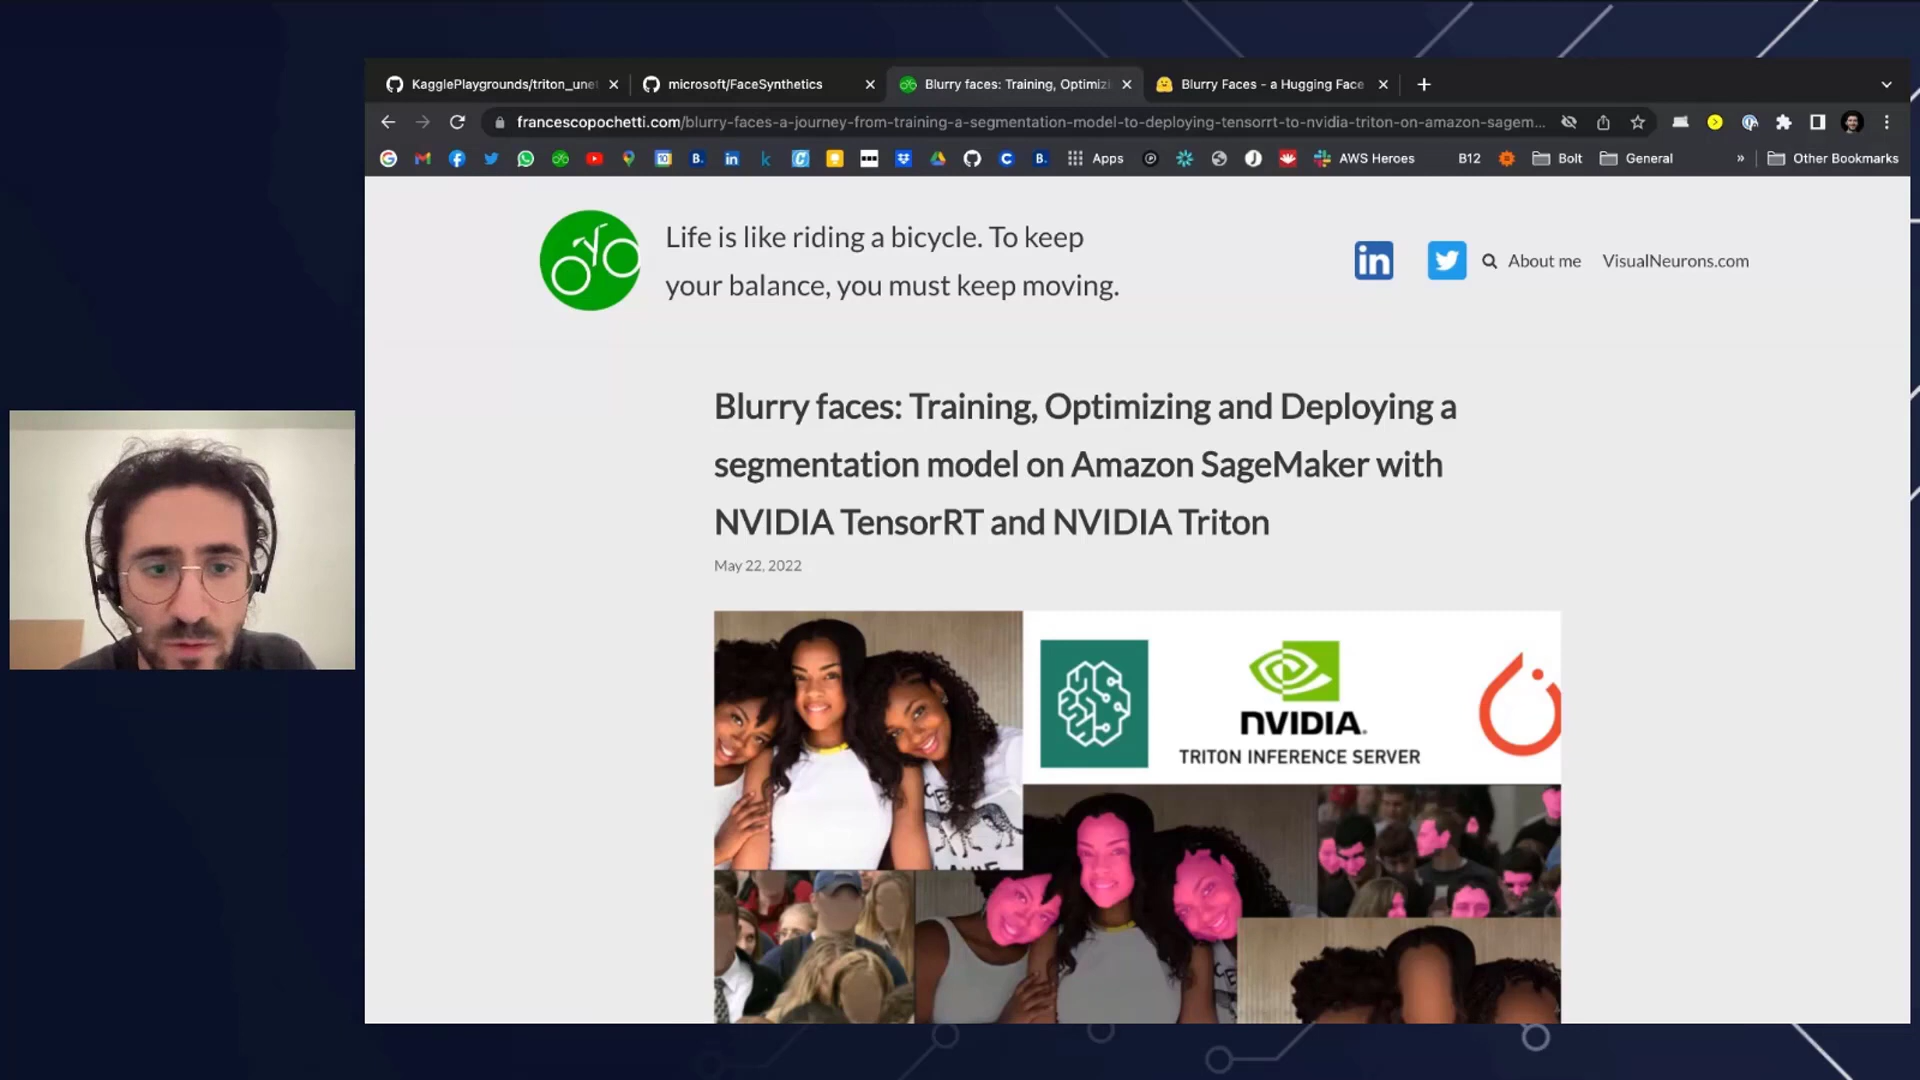 KagglePlaygrounds/triton_une
microsoft/FaceSynthetics
Blurry faces: Training, Optimizi
Blurry Faces - a Hugging Face
francescopochetti.com/blurry-faces-a-journey-from-training-a-segmentation-model-to-deploying-tensorrt-to-nvidia-triton-on-amazon-sagem...
Apps
AWS Heroes
B12
Bolt
General
»
Other Bookmarks
Life is like riding a bicycle. To keep
your balance, you must keep moving.
in
About me
VisualNeurons.com
Blurry faces: Training, Optimizing and Deploying a
segmentation model on Amazon SageMaker with
NVIDIA TensorRT and NVIDIA Triton
May 22, 2022
NVIDIA.
TRITON INFERENCE SERVER